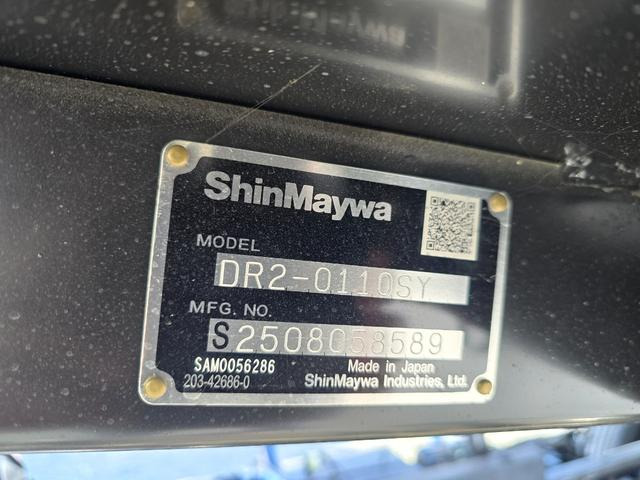 ShinMaywa
MODEL
DR2-0110SY
MFG. NO.
S2508058589
SAM0056286
Made in Japan
203-42686-0
ShinMaywa Industries, Ltd.